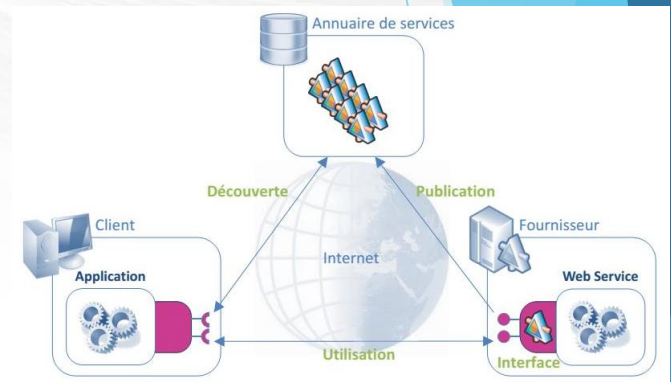 Annuaire de services
Découverte
Publication
Client
Fournisseur
Internet
Application
Web Service
Utilisation
Interface